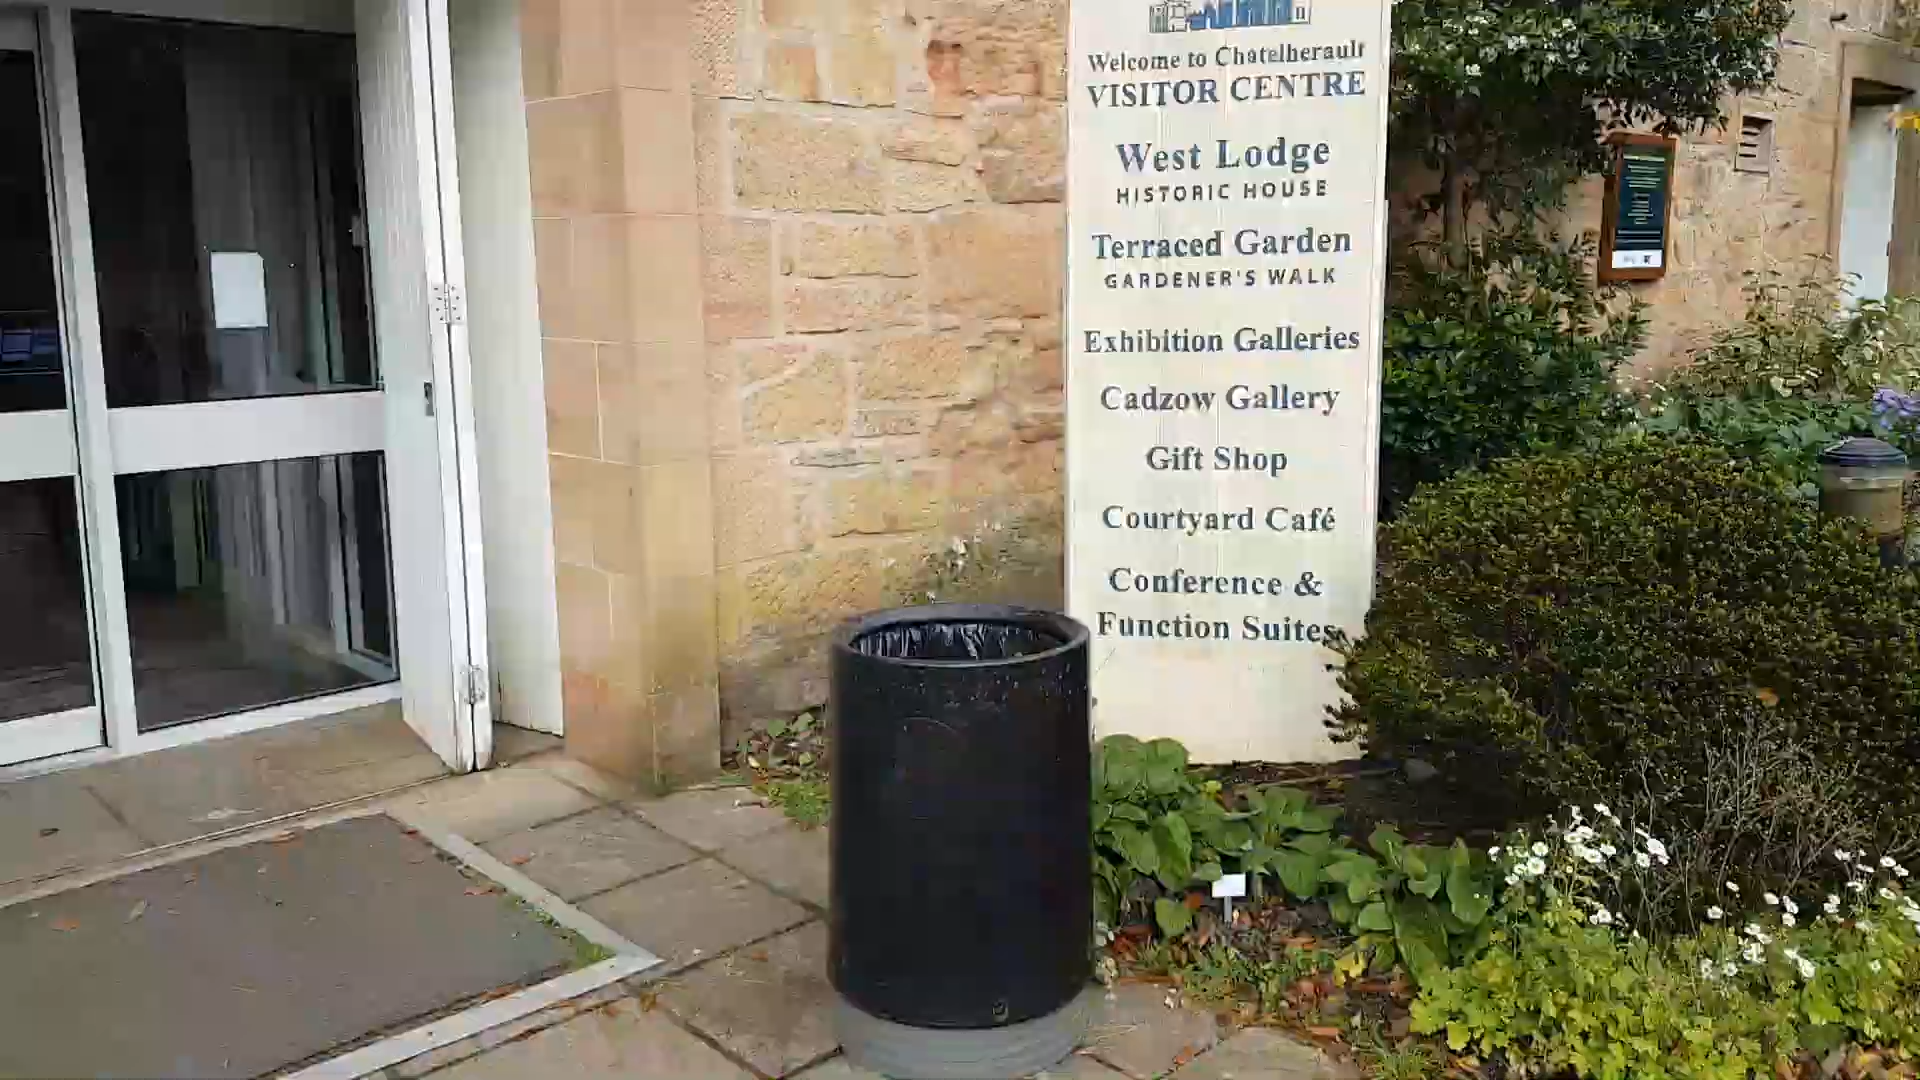 Welcome to Chatelherault
VISITOR CENTRE
West Lodge
HISTORIC HOUSE
Terraced Garden
GARDENER'S WALK
Exhibition Galleries
Cadzow Gallery
Gift Shop
Courtyard Café
Conference &
Function Suites